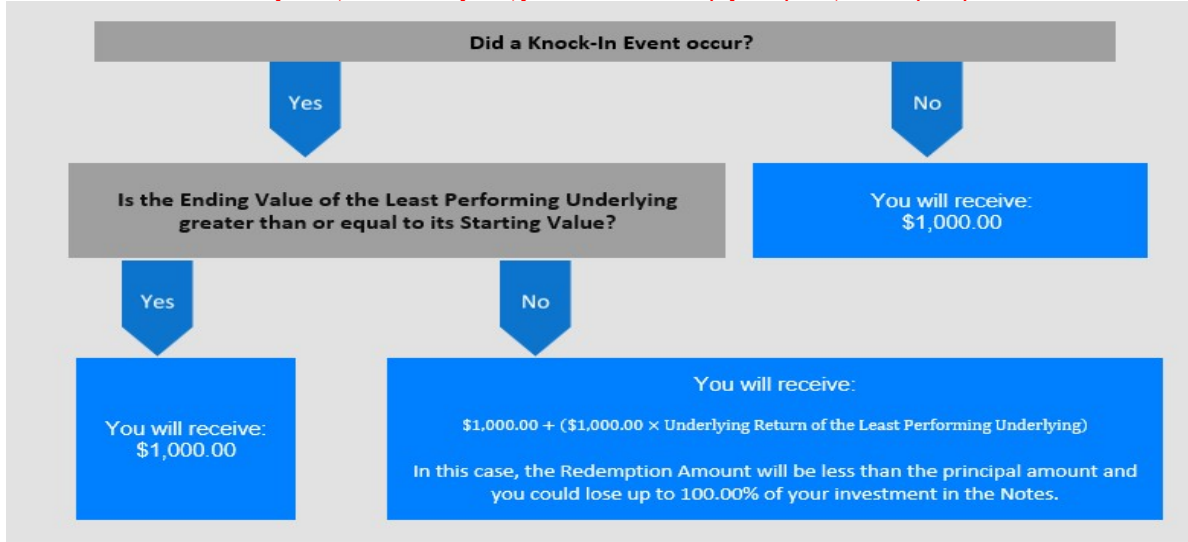 Did a Knock-In Event occur?
Yes
No
Is the Ending Value of the Least Performing Underlying
greater than or equal to its Starting Value?
You will receive:
$1,000.00
Yes
No
You will receive:
$1,000.00
You will receive:
$1,000.00 + ($1,000.00 × Underlying Return of the Least Performing Underlying)
In this case, the Redemption Amount will be less than the principal amount and
you could lose up to 100.00% of your investment in the Notes.